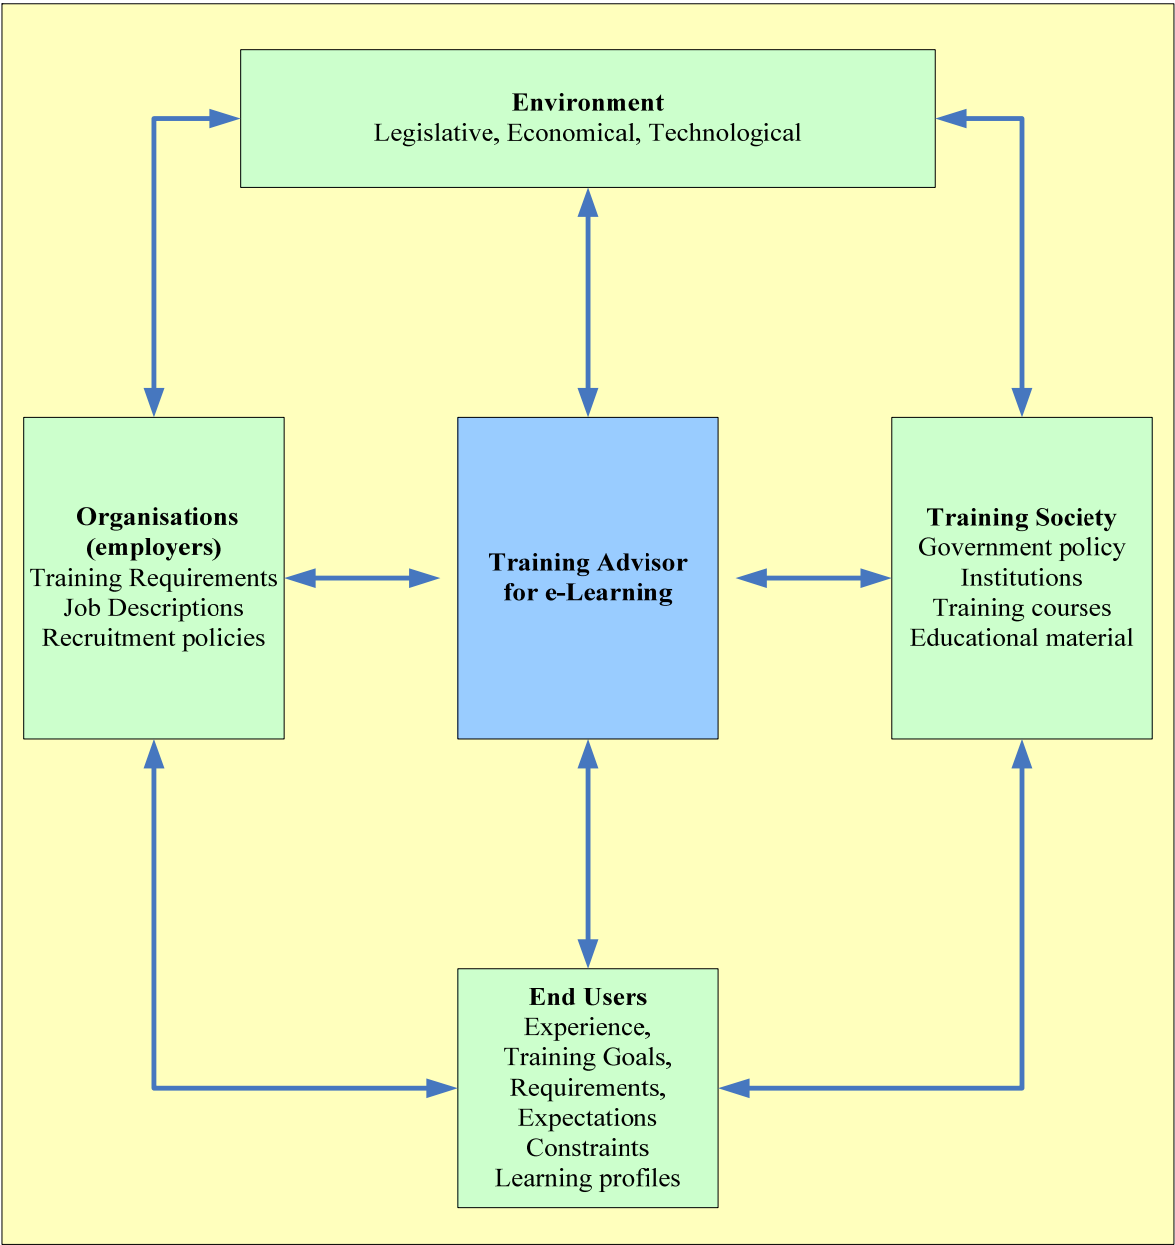 Environment
Legislative, Economical, Technological
Organisations
(employers)
Training Requirements
Job Descriptions
Recruitment policies
Training Advisor
for e-Learning
Training Society
Government policy
Institutions
Training courses
Educational material
End Users
Experience,
Training Goals,
Requirements,
Expectations
Constraints
Learning profiles